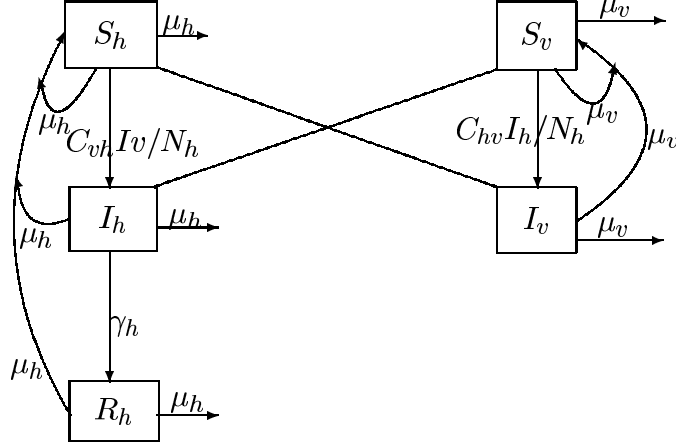 S_h μ_h S_v μ_v
μ_h μ_v
C_{vh}Iv/N_h C_{hv}I_h/N_h μ_v
I_h μ_h I_v μ_v
μ_h
γ_h
μ_h
R_h μ_h